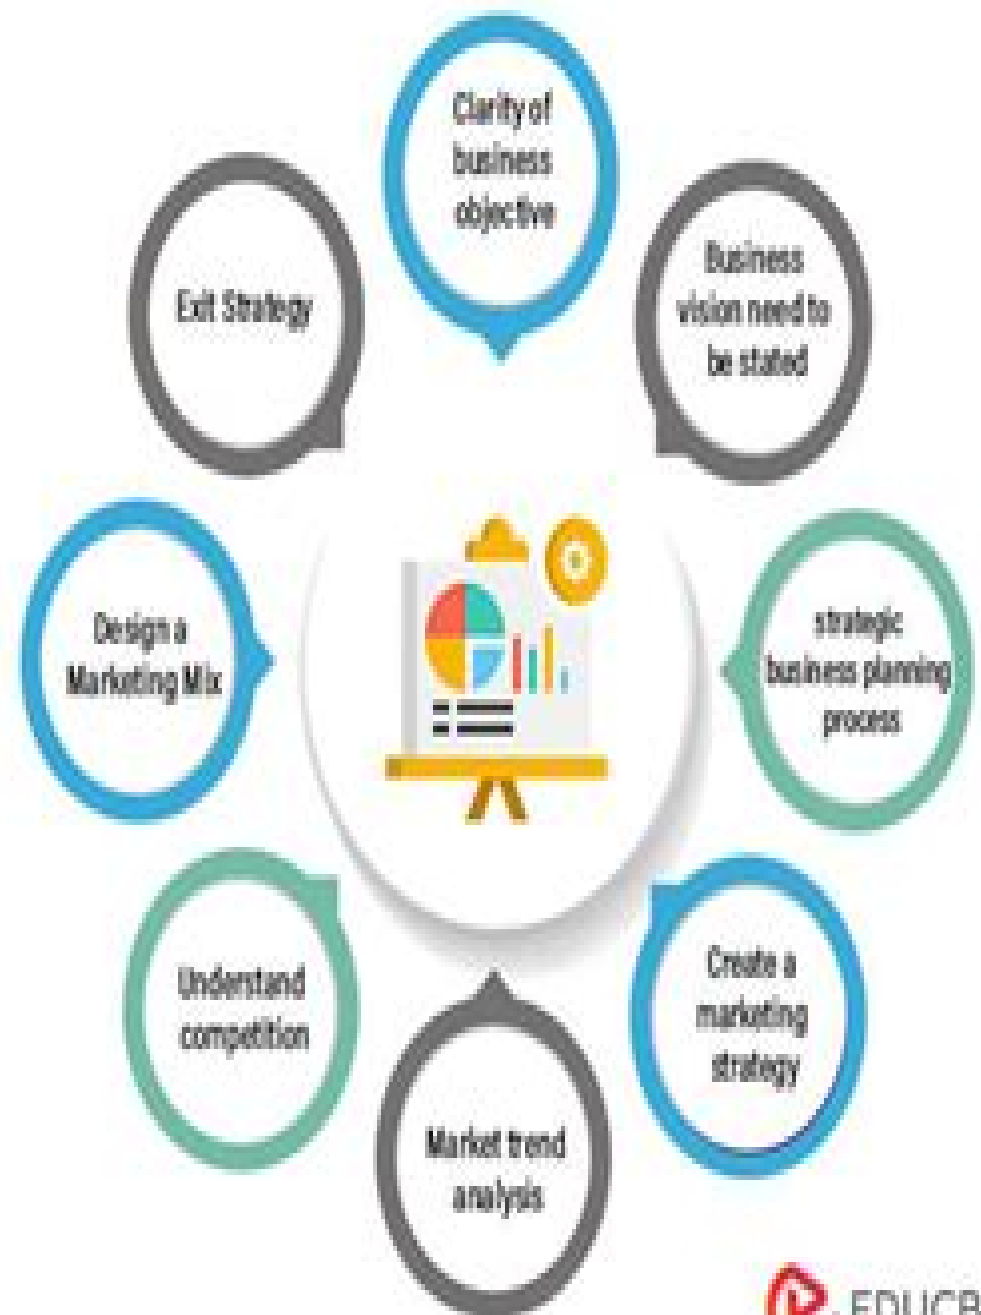 Clarity of
business
objective
Business
vision need to
be stated
strategic
business planning
process
Create a
marketing
strategy
Market trend
analysis
Understand
competition
Design a
Marketing Mix
Exit Strategy
EDUCB